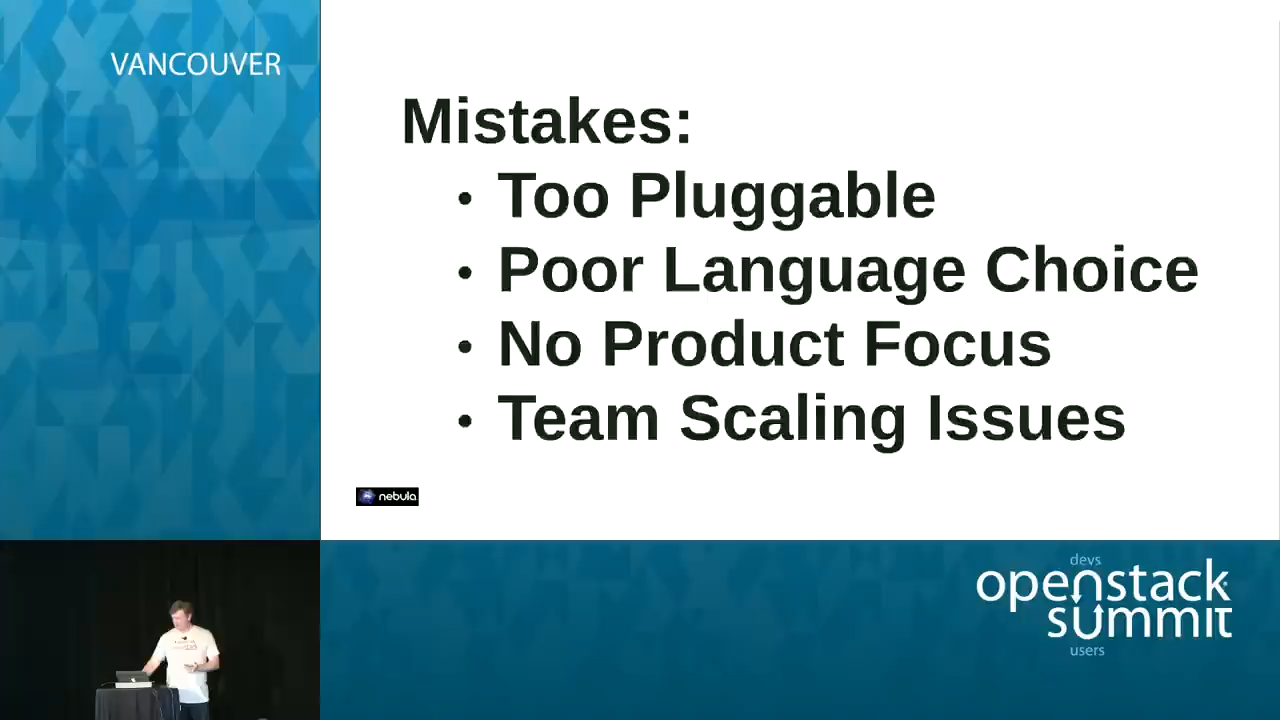 VANCOUVER
Mistakes:
• Too Pluggable
• Poor Language Choice
• No Product Focus
• Team Scaling Issues
nebula
devs
openstack
summit
users